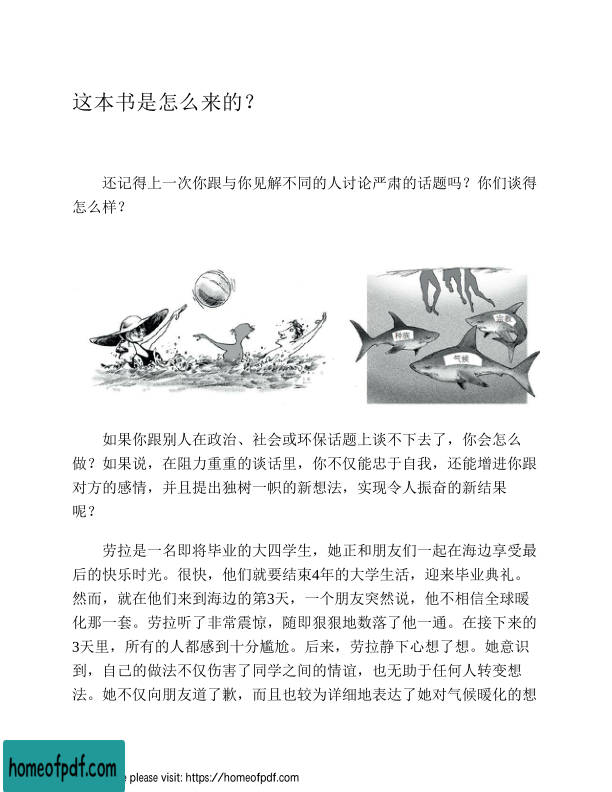 这本书是怎么来的？
还记得上一次你跟与你见解不同的人讨论严肃的话题吗？你们谈得
怎么样？
种族
宗教
气候
如果你跟别人在政治、社会或环保话题上谈不下去了，你会怎么
做？如果说，在阻力重重的谈话里，你不仅能忠于自我，还能增进你跟
对方的感情，并且提出独树一帜的新想法，实现令人振奋的新结果
呢？
劳拉是一名即将毕业的大四学生，她正和朋友们一起在海边享受最
后的快乐时光。很快，他们就要结束4年的大学生活，迎来毕业典礼。
然而，就在他们来到海边的第3天，一个朋友突然说，他不相信全球暖
化那一套。劳拉听了非常震惊，随即狠狠地数落了他一通。在接下来的
3天里，所有的人都感到十分尴尬。后来，劳拉静下心想了想。她意识
到，自己的做法不仅伤害了同学之间的情谊，也无助于任何人转变想
法。她不仅向朋友道了歉，而且也较为详细地表达了她对气候暖化的想
homeofpdf.com
e please visit: https://homeofpdf.com